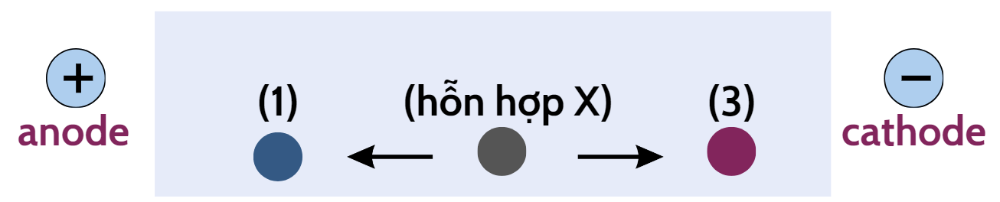 +
−
(1) (hỗn hợp X) (3)
anode
cathode